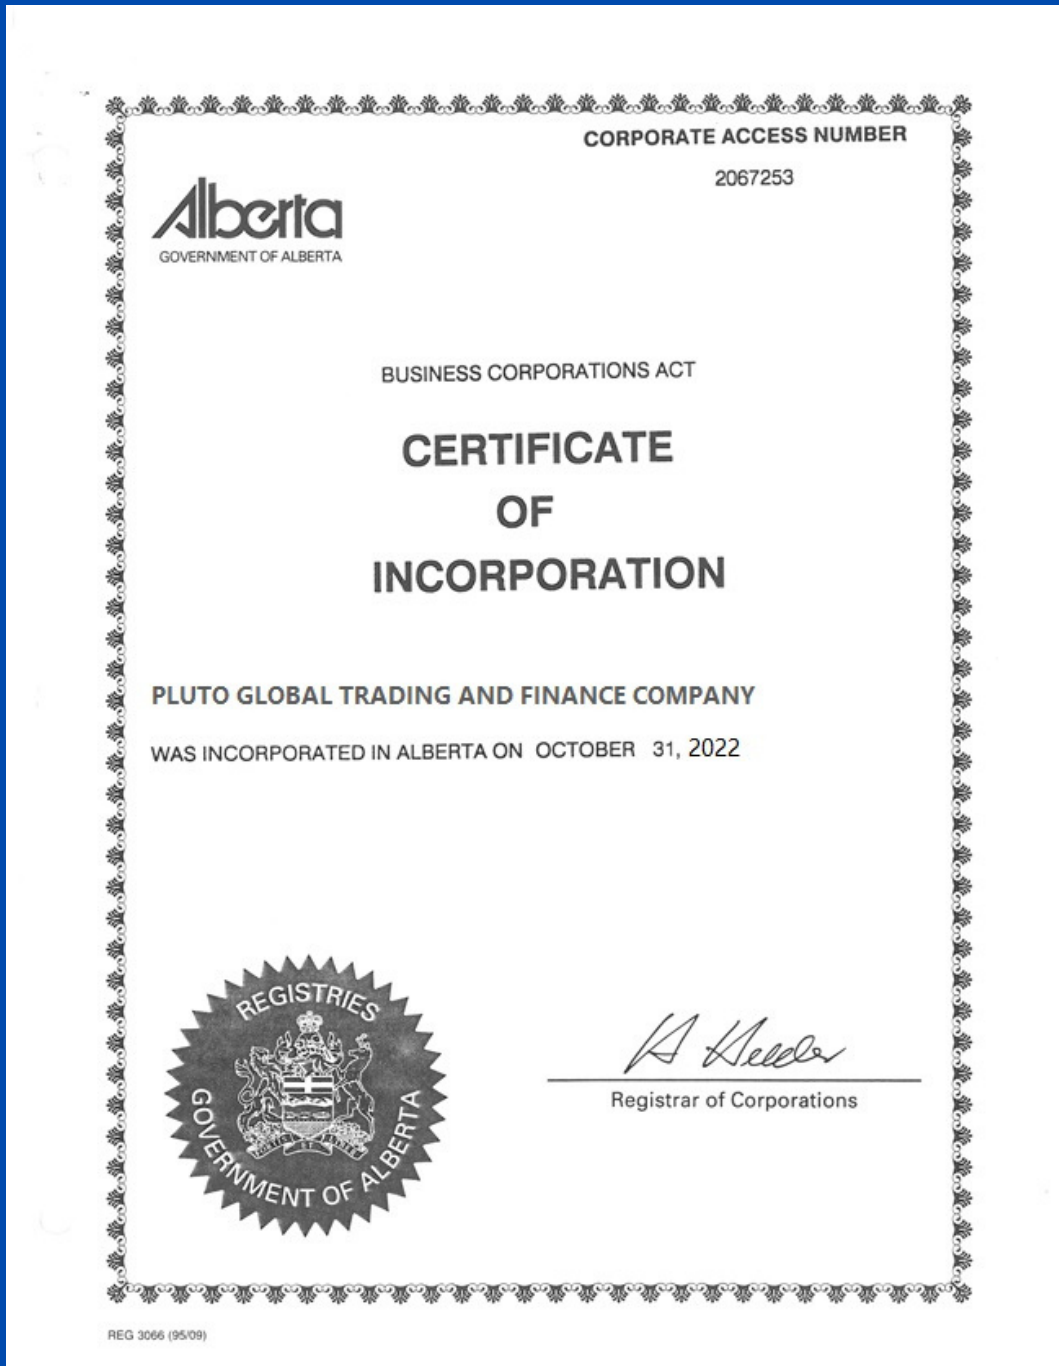 CORPORATE ACCESS NUMBER
2067253
Alberta
GOVERNMENT OF ALBERTA
BUSINESS CORPORATIONS ACT
CERTIFICATE
OF
INCORPORATION
PLUTO GLOBAL TRADING AND FINANCE COMPANY
WAS INCORPORATED IN ALBERTA ON OCTOBER 31, 2022
REGISTRIES
GOVERNMENT OF ALBERTA
Registrar of Corporations
REG 3066 (95/09)